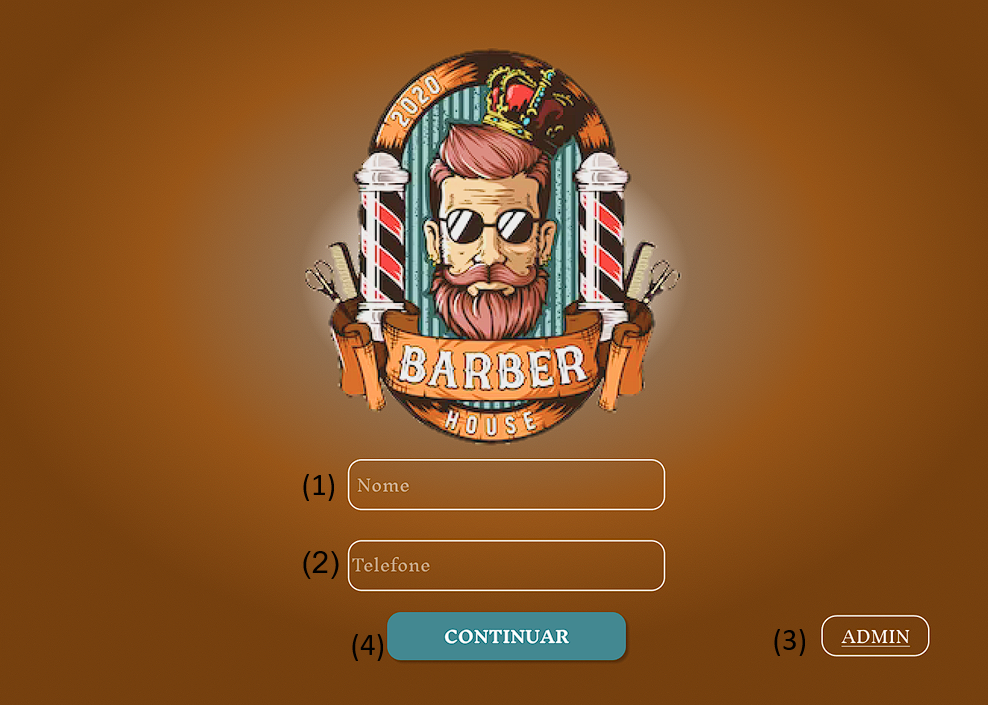 2020
BARBER
HOUSE
(1) Nome
(2) Telefone
(4) CONTINUAR
(3) ADMIN